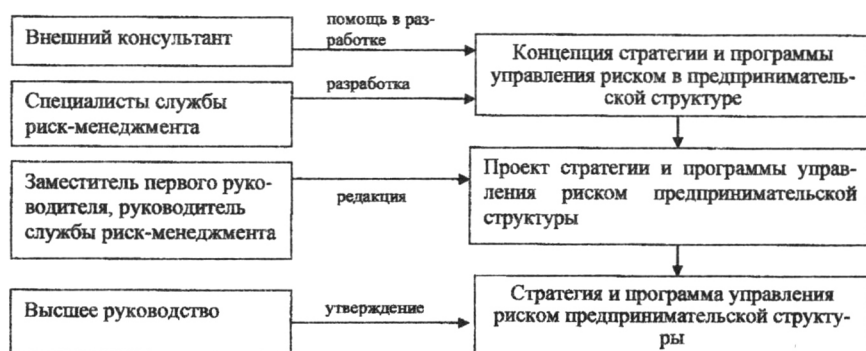 Внешний консультант
помощь в раз-
работке
Концепция стратегии и программы
управления риском в предприниматель-
ской структуре
Специалисты службы
риск-менеджмента
разработка
Заместитель первого руко-
водителя, руководитель
службы риск-менеджмента
редакция
Проект стратегии и программы управ-
ления риском предпринимательской
структуры
Высшее руководство
утверждение
Стратегия и программа управления
риском предпринимательской структу-
ры